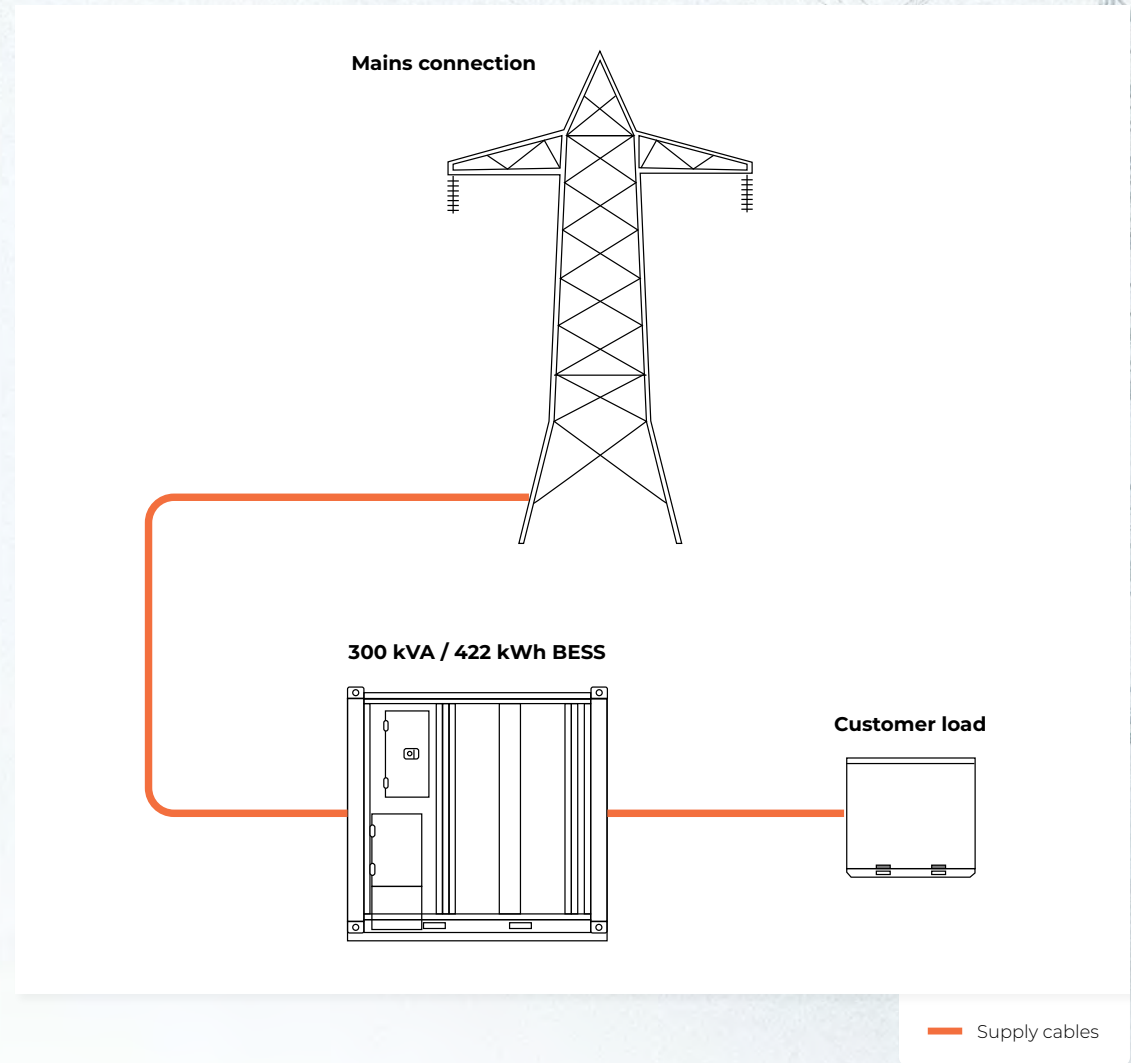 Mains connection
300 kVA / 422 kWh BESS
Customer load
Supply cables